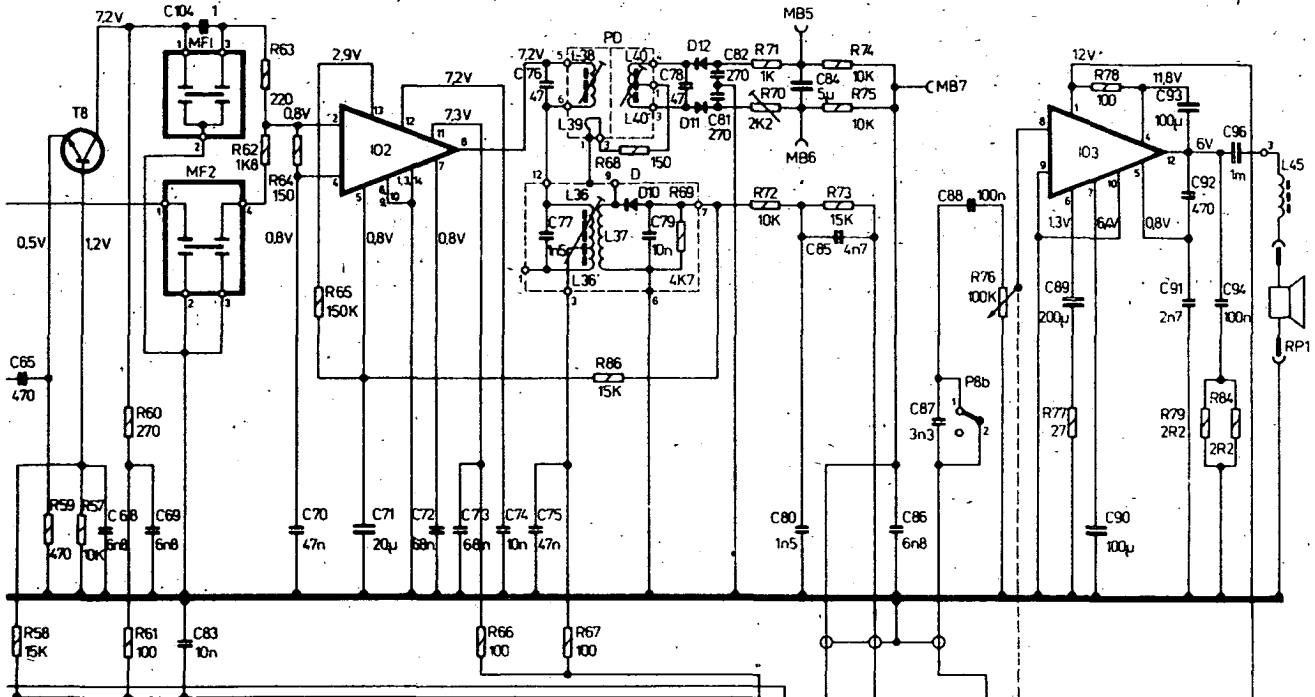 C104 1
7,2V
MF1
1
3
2
R63
220
T8
R62
1K8
R64
150
MF2
1
4
2
3
0,5V
1,2V
C65
470
R60
270
R59
470
R57
10K
C68
6n8
C69
6n8
R58
15K
R61
100
C83
10n
2,9V
7,2V
7,3V
0,8V
2
4
13
12
11
8
7
5
IO2
0,8V
0,8V
0,8V
R65
150K
C70
47n
C71
20µ
C72
68n
C73
68n
C74
10n
C75
47n
R66
100
R67
100
R86
15K
7,2V
C76
47
PD
5
6
L38
L39
1
3
L40
L40
4
1
3
C78
47
R68
150
D12
D11
C82
270
C81
270
R71
1K
R70
2K2
MB5
MB6
C84
5µ
R74
10K
R75
10K
MB7
12
9
D
C77
1n5
L36
L36
L37
D10
R69
C79
10n
4K7
7
1
3
6
R72
10K
R73
15K
C85
4n7
C80
1n5
C86
6n8
C88
100n
R76
100K
C87
3n3
P8b
1
2
12V
R78
100
11,8V
C93
100µ
IO3
8
9
1
4
12
6
7
10
5
1,3V
0,8V
6V
C96
1m
3
L45
C92
470
C89
200µ
R77
27
C90
100µ
C91
2n7
C94
100n
R79
2R2
R84
2R2
RP1